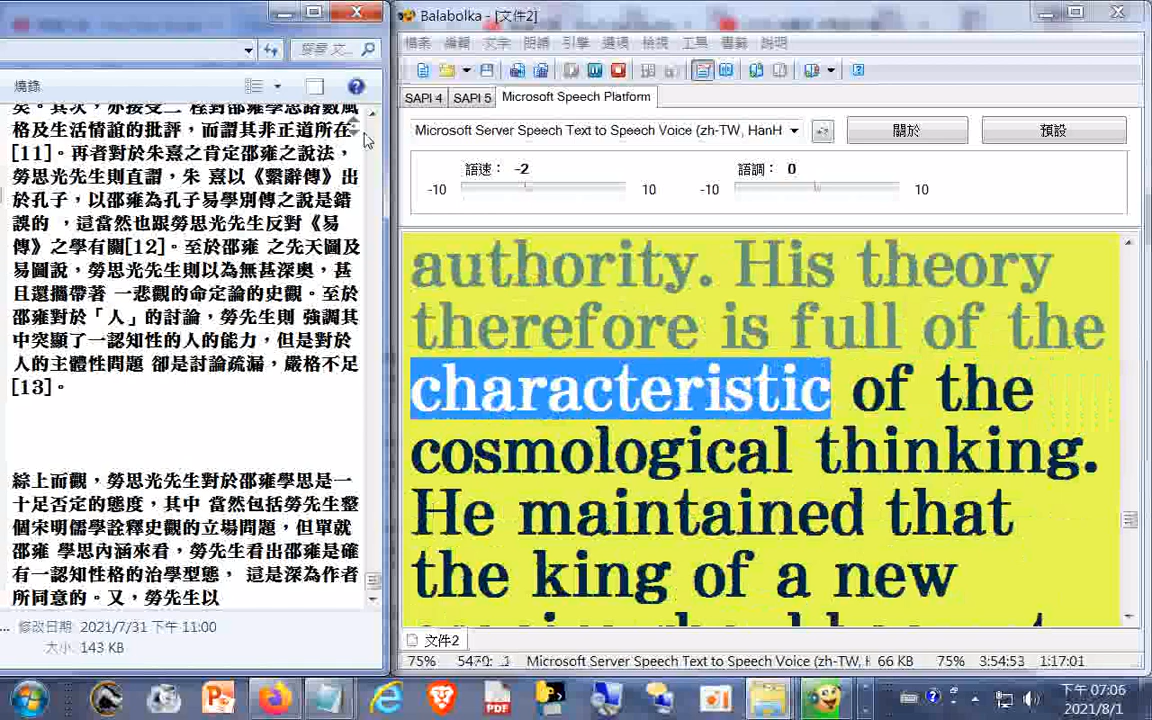 Balabolka - [文件2]
檔案 編輯 文字 朗讀 引擎 選項 檢視 工具 書籤 說明
燒錄
SAPI 4 SAPI 5 Microsoft Speech Platform
Microsoft Server Speech Text to Speech Voice (zh-TW, HanH
關於
預設
語速： -2
語調： 0
-10 10 -10 10
矣。其次，亦接受二 程對邵雍學思路數風
格及生活情誼的批評，而謂其非正道所在
[11]。再者對於朱熹之肯定邵雍之說法，
勞思光先生則直謂，朱 熹以《繫辭傳》出
於孔子，以邵雍為孔子易學別傳之說是錯
誤的 ，這當然也跟勞思光先生反對《易
傳》之學有關[12]。至於邵雍 之先天圖及
易圖說，勞思光先生則以為無甚深奧，甚
且還攜帶著 一悲觀的命定論的史觀。至於
邵雍對於「人」的討論，勞先生則 強調其
中突顯了一認知性的人的能力，但是對於
人的主體性問題 卻是討論疏漏，嚴格不足
[13]。
綜上而觀，勞思光先生對於邵雍學思是一
十足否定的態度，其中 當然包括勞先生整
個宋明儒學詮釋史觀的立場問題，但單就
邵雍 學思內涵來看，勞先生看出邵雍是確
有一認知性格的治學型態， 這是深為作者
所同意的。又，勞先生以
authority. His theory
therefore is full of the
characteristic of the
cosmological thinking.
He maintained that
the king of a new
... 修改日期: 2021/7/31 下午 11:00
大小: 143 KB
文件2
75% Microsoft Server Speech Text to Speech Voice (zh-TW, H 66 KB 75% 3:54:53 1:17:01
下午 07:06
2021/8/1